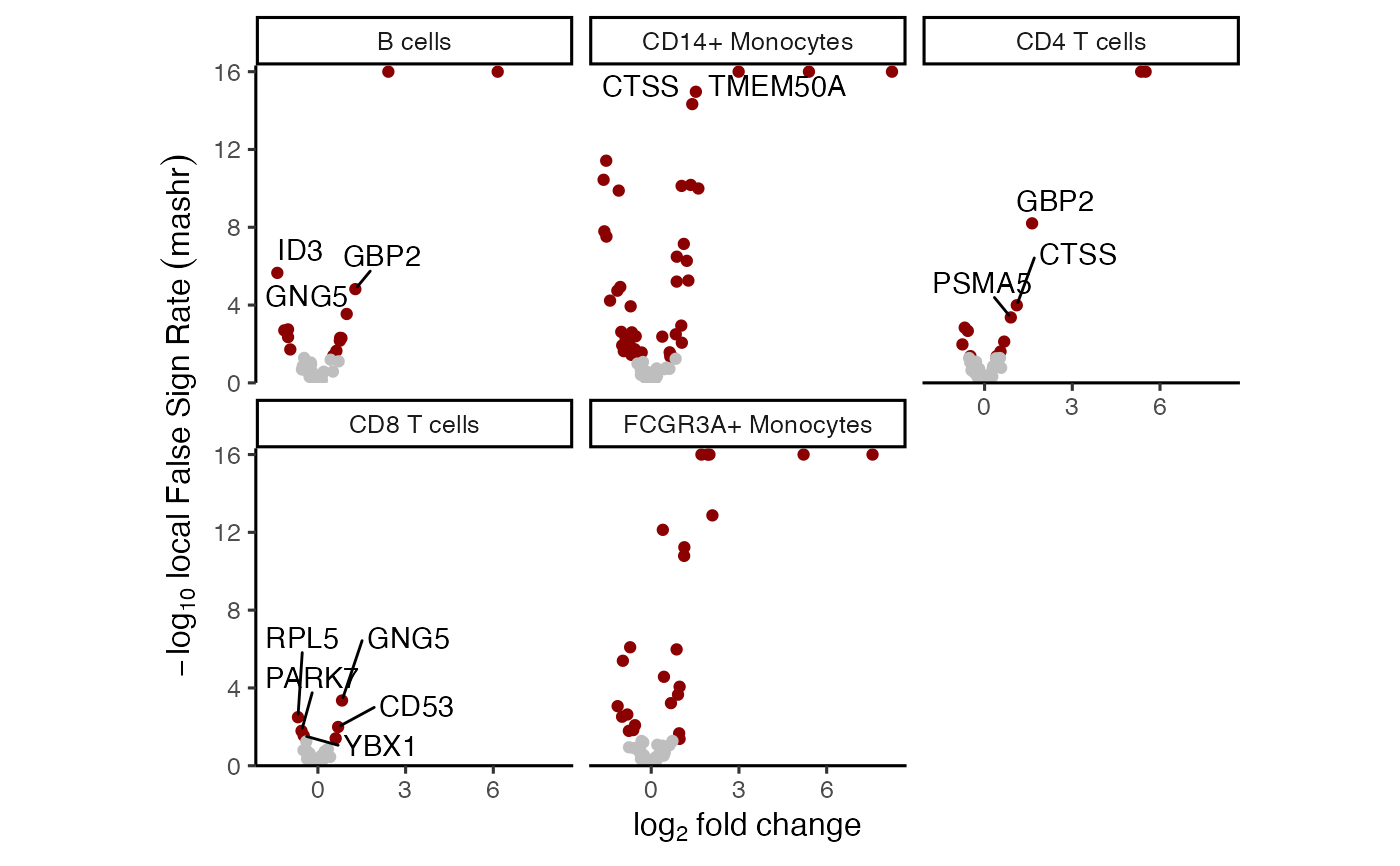 B cells
CD14+ Monocytes
CD4 T cells
16
12
8
4
0
ID3
GBP2
GNG5
CTSS
TMEM50A
GBP2
CTSS
PSMA5
0 3 6
CD8 T cells
FCGR3A+ Monocytes
16
12
8
4
0
RPL5
GNG5
PARK7
CD53
YBX1
0 3 6
0 3 6
log₂ fold change
−log₁₀ local False Sign Rate (mashr)